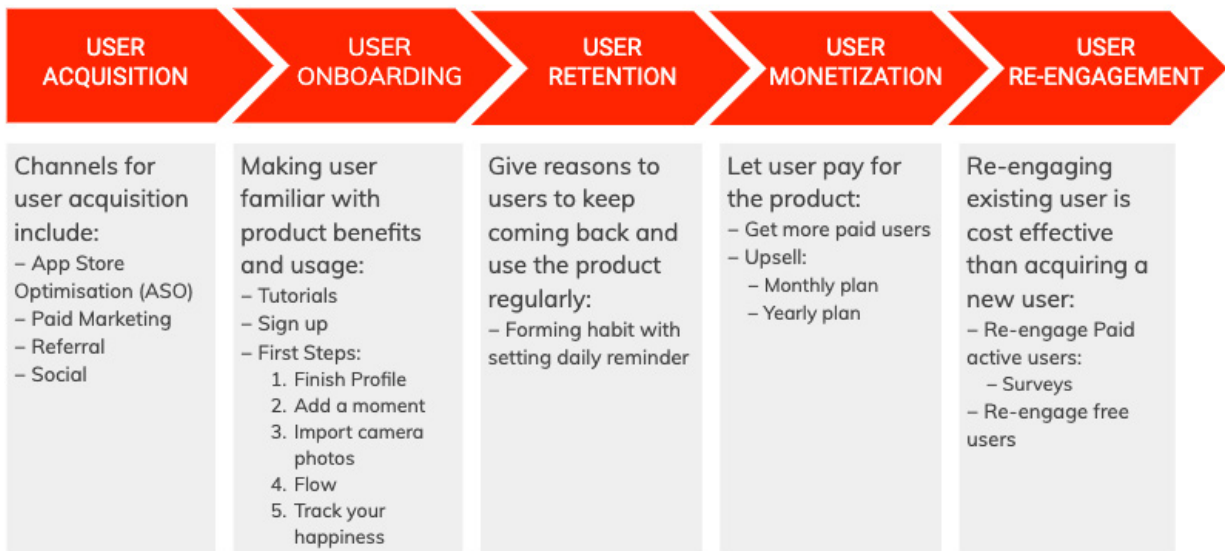 USER
ACQUISITION
USER
ONBOARDING
USER
RETENTION
USER
MONETIZATION
USER
RE-ENGAGEMENT
Channels for
user acquisition
include:
– App Store
Optimisation (ASO)
– Paid Marketing
– Referral
– Social
Making user
familiar with
product benefits
and usage:
– Tutorials
– Sign up
– First Steps:
1. Finish Profile
2. Add a moment
3. Import camera
photos
4. Flow
5. Track your
happiness
Give reasons to
users to keep
coming back and
use the product
regularly:
– Forming habit with
setting daily reminder
Let user pay for
the product:
– Get more paid users
– Upsell:
– Monthly plan
– Yearly plan
Re-engaging
existing user is
cost effective
than acquiring a
new user:
– Re-engage Paid
active users:
– Surveys
– Re-engage free
users